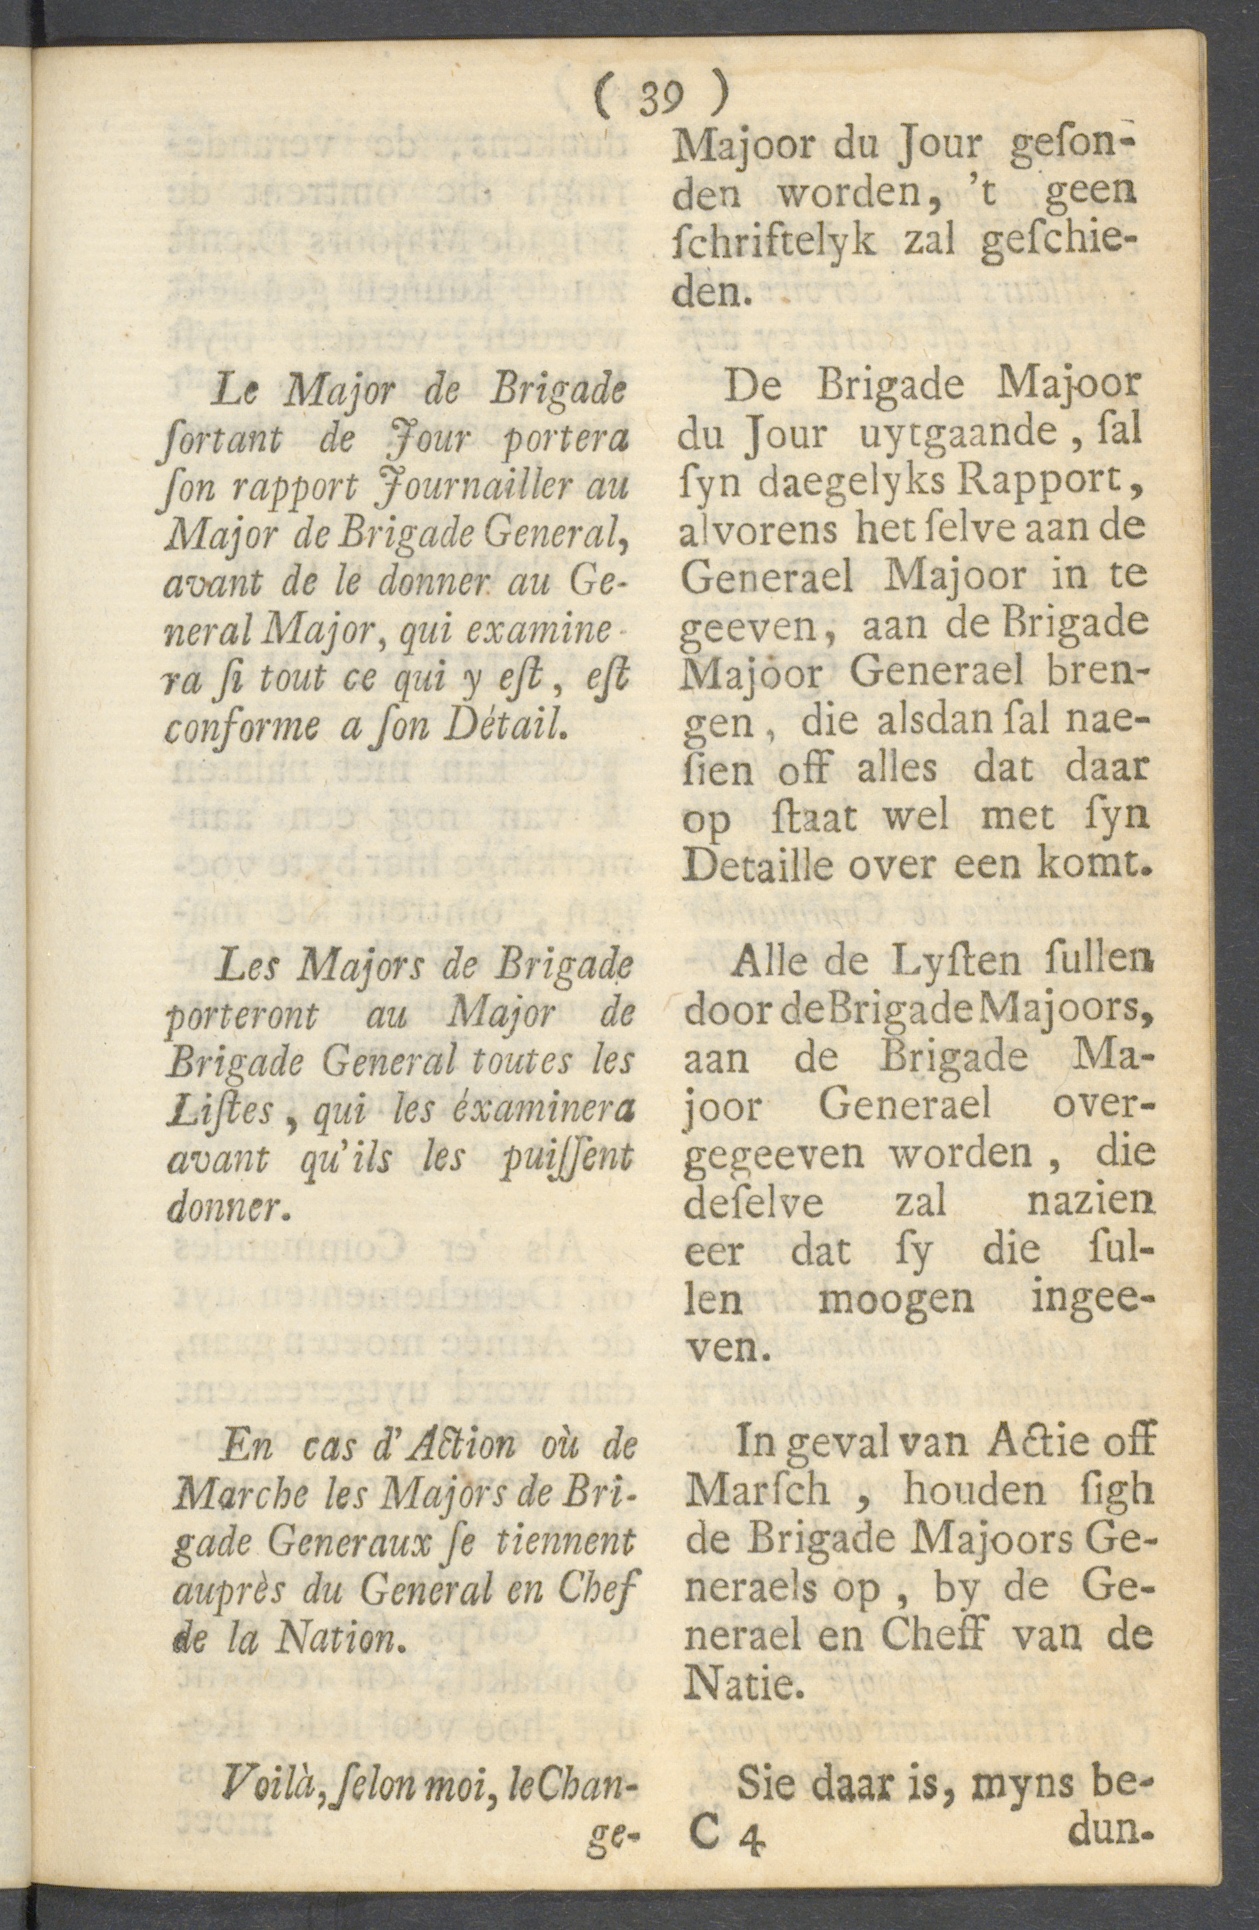 ( 39 )
Majoor du Jour geſon-
den worden, 't geen
ſchriftelyk zal geſchie-
den.
Le Major de Brigade
ſortant de Jour portera
ſon rapport Journailler au
Major de Brigade General,
avant de le donner au Ge-
neral Major, qui examine-
ra ſi tout ce qui y eſt, eſt
conforme a ſon Détail.
De Brigade Majoor
du Jour uytgaande, ſal
ſyn daegelyks Rapport,
alvorens het ſelve aan de
Generael Majoor in te
geeven, aan de Brigade
Majoor Generael bren-
gen, die alsdan ſal nae-
ſien off alles dat daar
op ſtaat wel met ſyn
Detaille over een komt.
Les Majors de Brigade
porteront au Major de
Brigade General toutes les
Liſtes, qui les éxaminera
avant qu'ils les puiſſent
donner.
Alle de Lyſten ſullen
door de Brigade Majoors,
aan de Brigade Ma-
joor Generael over-
gegeeven worden, die
deſelve zal nazien
eer dat ſy die ſul-
len moogen ingee-
ven.
En cas d'Action où de
Marche les Majors de Bri-
gade Generaux ſe tiennent
auprès du General en Chef
de la Nation.
In geval van Actie off
Marſch, houden ſigh
de Brigade Majoors Ge-
neraels op, by de Ge-
nerael en Cheff van de
Natie.
Voilà, ſelon moi, le Chan-
ge-
Sie daar is, myns be-
C 4 dun-